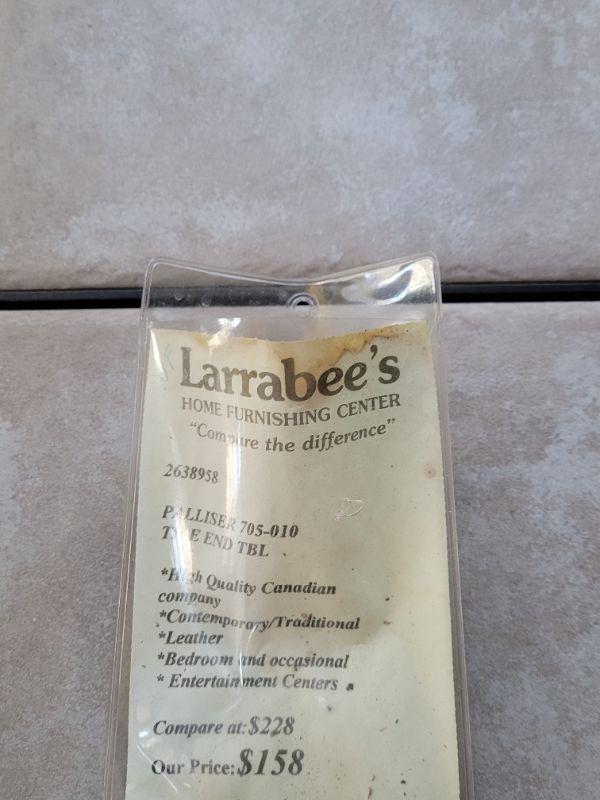 Larrabee's
HOME FURNISHING CENTER
"Compare the difference"
2638958
PALLISER 705-010
END TBL
*High Quality Canadian
company
*Contemporary/Traditional
*Leather
*Bedroom and occasional
* Entertainment Centers
Compare at:$228
Our Price:$158